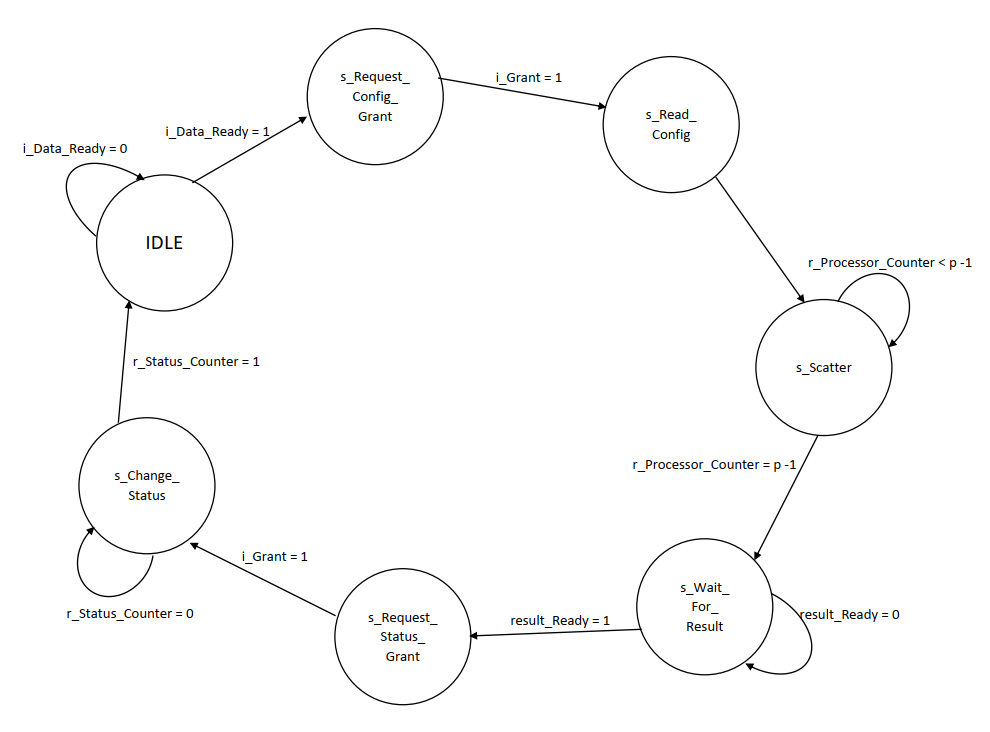 s_Request_
Config_
Grant
i_Grant = 1
s_Read_
Config
i_Data_Ready = 1
i_Data_Ready = 0
IDLE
r_Processor_Counter < p -1
s_Scatter
r_Status_Counter = 1
r_Processor_Counter = p -1
s_Change_
Status
i_Grant = 1
s_Wait_
For_
Result
result_Ready = 0
result_Ready = 1
s_Request_
Status_
Grant
r_Status_Counter = 0